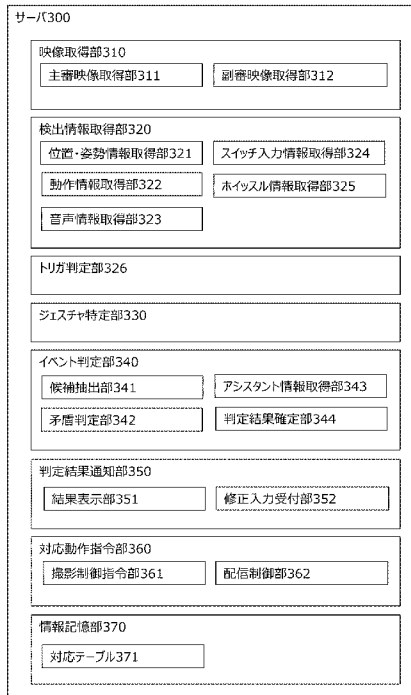 サーバ300
映像取得部310
主審映像取得部311
副審映像取得部312
検出情報取得部320
位置・姿勢情報取得部321
スイッチ入力情報取得部324
動作情報取得部322
ホイッスル情報取得部325
音声情報取得部323
トリガ判定部326
ジェスチャ特定部330
イベント判定部340
候補抽出部341
アシスタント情報取得部343
矛盾判定部342
判定結果確定部344
判定結果通知部350
結果表示部351
修正入力受付部352
対応動作指令部360
撮影制御指令部361
配信制御部362
情報記憶部370
対応テーブル371